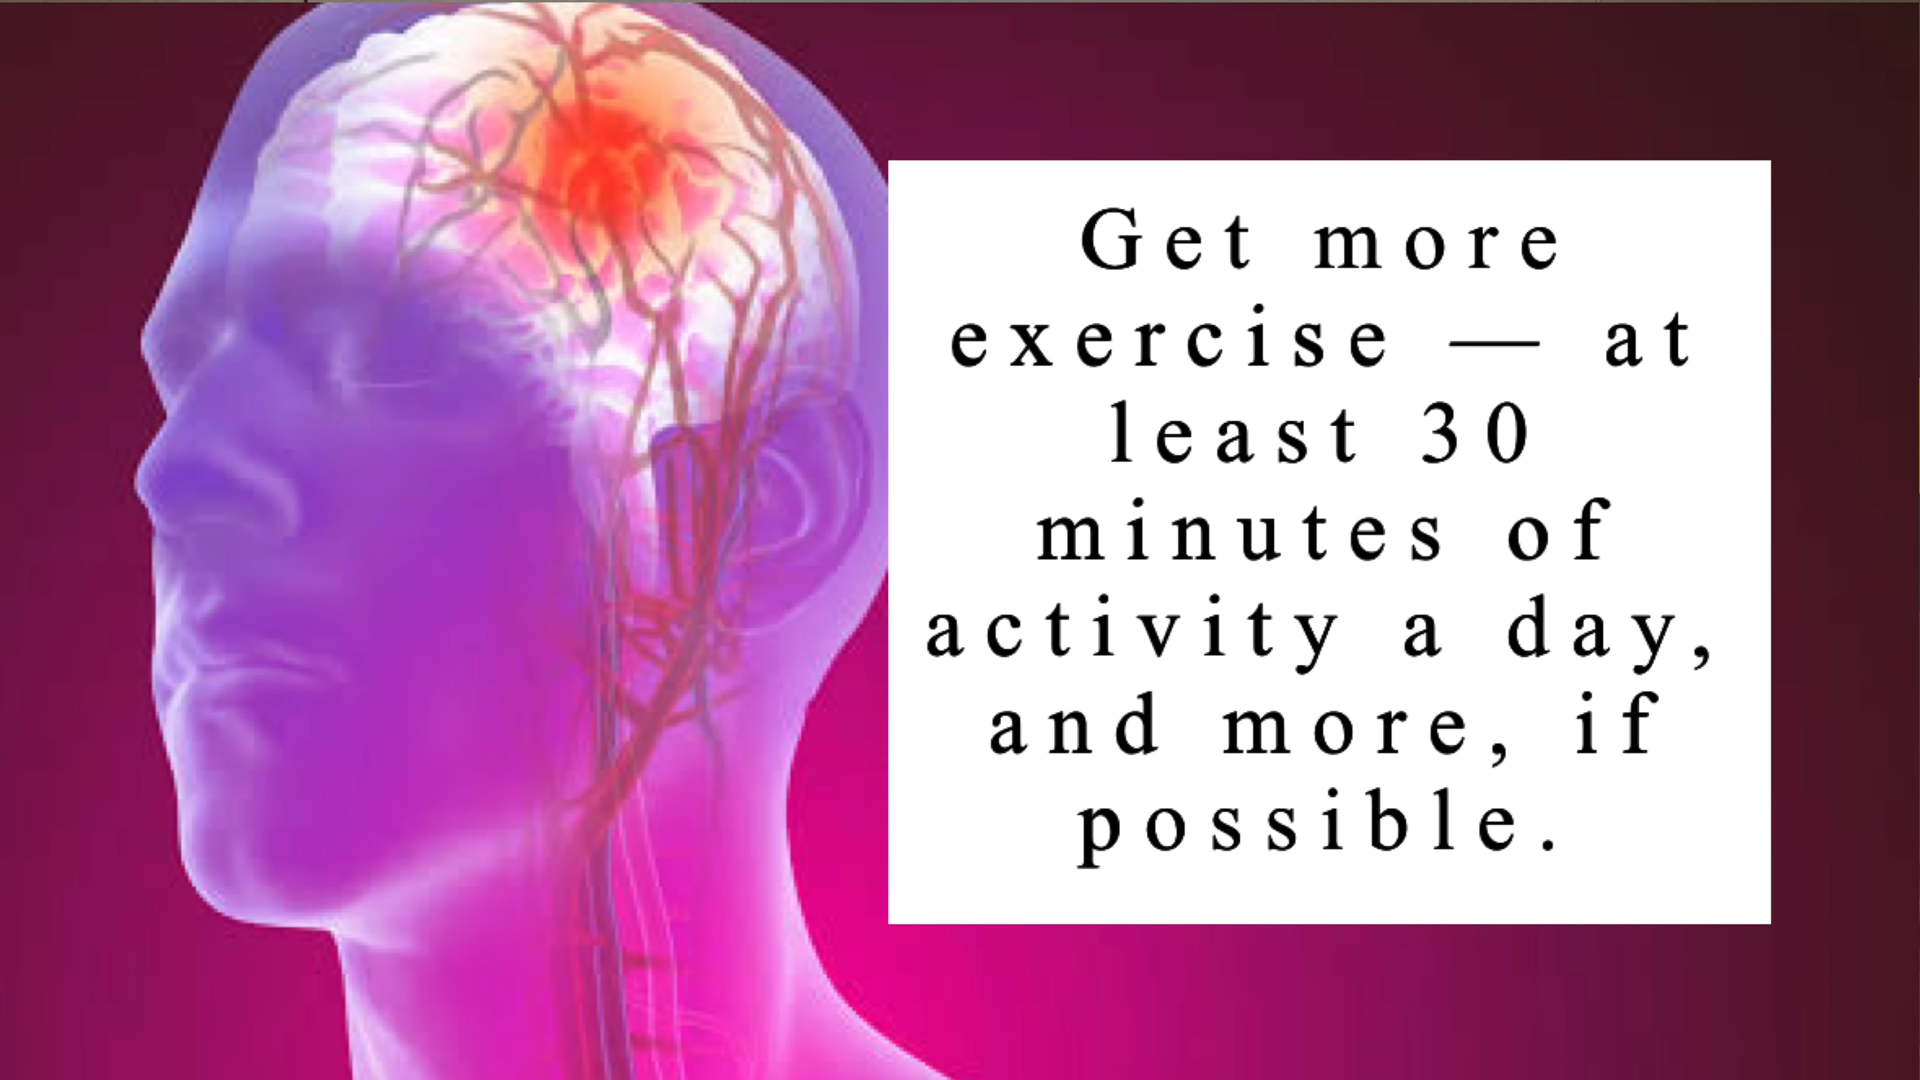 Get more
exercise — at
least 30
minutes of
activity a day,
and more, if
possible.